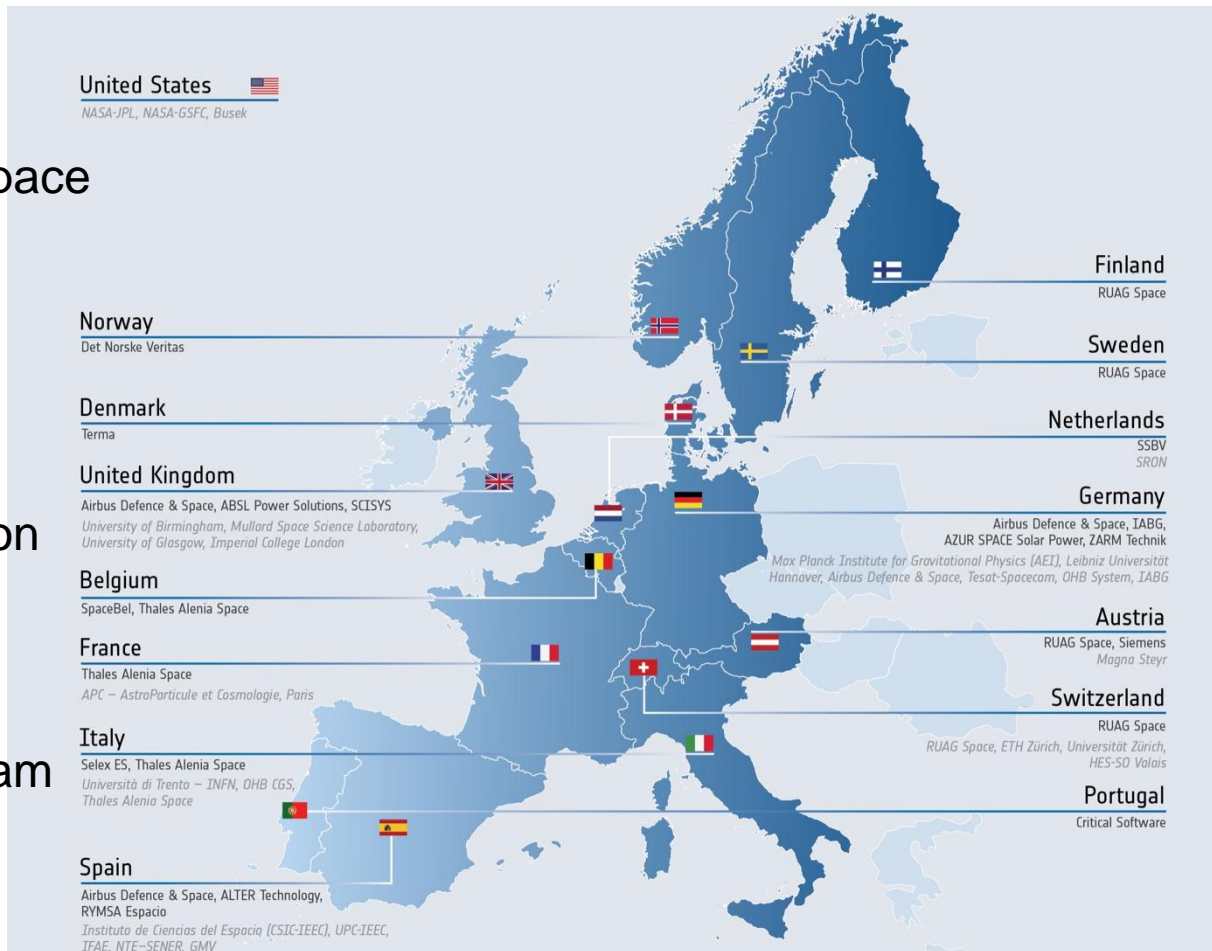 United States
NASA-JPL, NASA-GSFC, Busek
Norway
Det Norske Veritas
Denmark
Terma
United Kingdom
Airbus Defence & Space, ABSL Power Solutions, SCISYS
University of Birmingham, Mullard Space Science Laboratory,
University of Glasgow, Imperial College London
on
Belgium
SpaceBel, Thales Alenia Space
France
Thales Alenia Space
APC – AstroParticule et Cosmologie, Paris
Italy
Selex ES, Thales Alenia Space
Università di Trento – INFN, OHB CGS,
Thales Alenia Space
am
Spain
Airbus Defence & Space, ALTER Technology,
RYMSA Espacio
Instituto de Ciencias del Espacio (CSIC-IEEC), UPC-IEEC,
IFAE, NTE-SENER, GMV
Finland
RUAG Space
Sweden
RUAG Space
Netherlands
SSBV
SRON
Germany
Airbus Defence & Space, IABG,
AZUR SPACE Solar Power, ZARM Technik
Max Planck Institute for Gravitational Physics (AEI), Leibniz Universität
Hannover, Airbus Defence & Space, Tesat-Spacecom, OHB System, IABG
Austria
RUAG Space, Siemens
Magna Steyr
Switzerland
RUAG Space
RUAG Space, ETH Zürich, Universität Zürich,
HES-SO Valais
Portugal
Critical Software